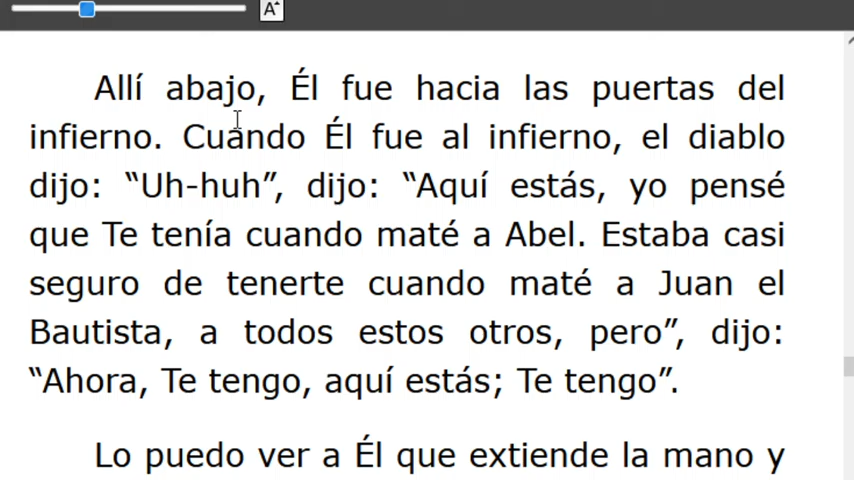 A
Allí abajo, Él fue hacia las puertas del
infierno. Cuando Él fue al infierno, el diablo
dijo: “Uh-huh”, dijo: “Aquí estás, yo pensé
que Te tenía cuando maté a Abel. Estaba casi
seguro de tenerte cuando maté a Juan el
Bautista, a todos estos otros, pero”, dijo:
“Ahora, Te tengo, aquí estás; Te tengo”.
Lo puedo ver a Él que extiende la mano y